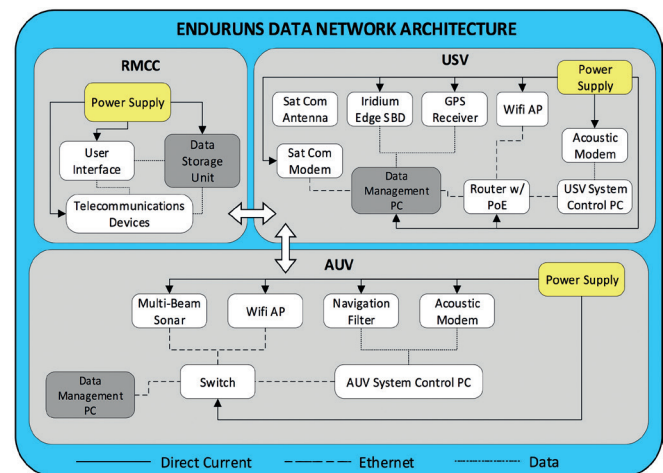 ENDURUNS DATA NETWORK ARCHITECTURE
RMCC
Power Supply
User
Interface
Data
Storage
Unit
Telecommunications
Devices
USV
Power
Supply
Sat Com
Antenna
Iridium
Edge SBD
GPS
Receiver
Wifi AP
Acoustic
Modem
Sat Com
Modem
Data
Management
PC
Router w/
PoE
USV System
Control PC
AUV
Power Supply
Multi-Beam
Sonar
Wifi AP
Navigation
Filter
Acoustic
Modem
Data
Management
PC
Switch
AUV System Control PC
Direct Current
Ethernet
Data